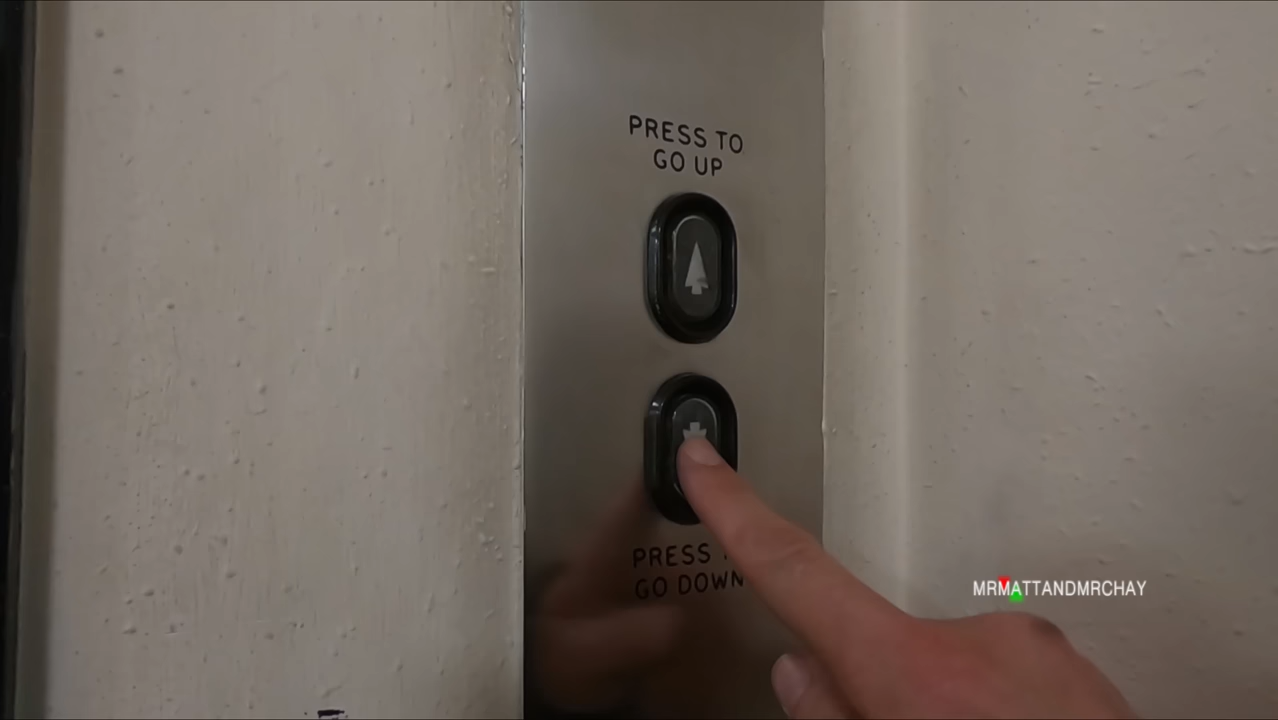 PRESS TO
GO UP
PRESS
GO DOWN
MRMATTANDMRCHAY